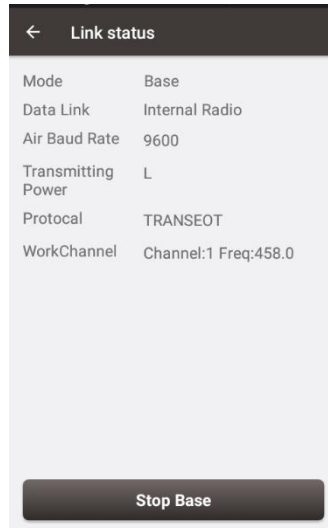 Link status
Mode Base
Data Link Internal Radio
Air Baud Rate 9600
Transmitting Power L
Protocal TRANSEOT
WorkChannel Channel:1 Freq:458.0
Stop Base